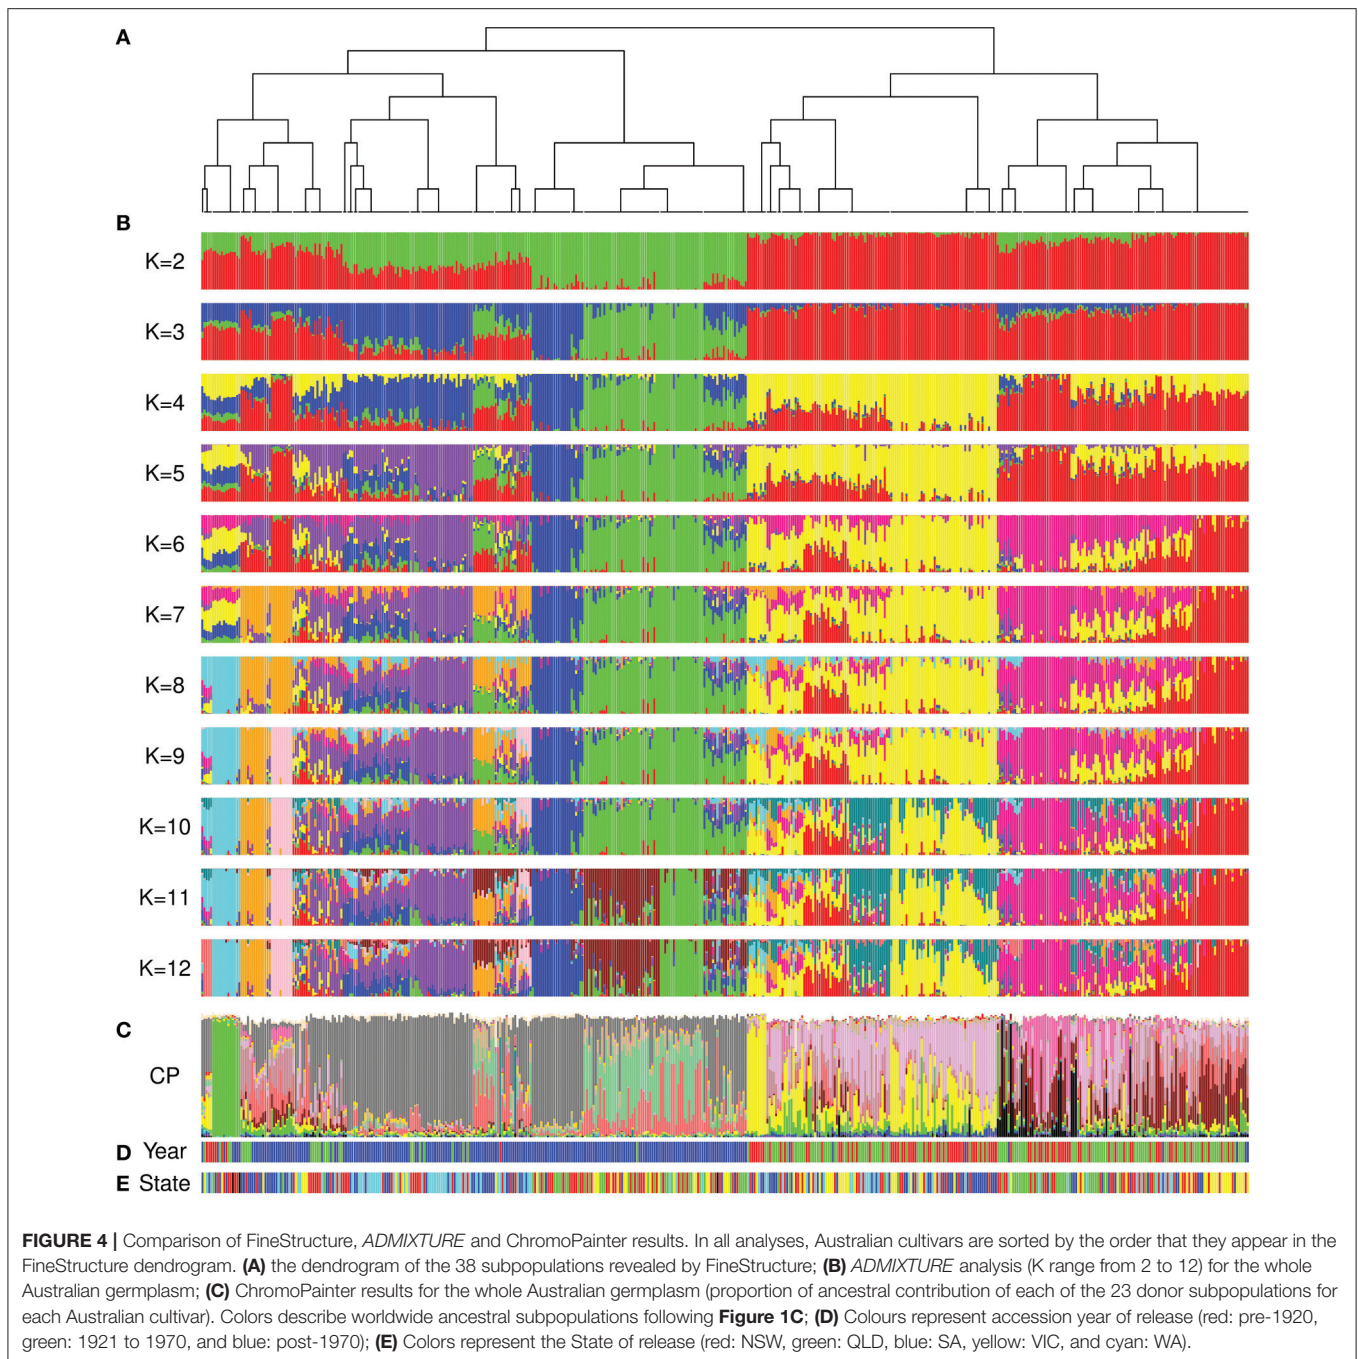 A
B
K=2
K=3
K=4
K=5
K=6
K=7
K=8
K=9
K=10
K=11
K=12
C
CP
D Year
E State
FIGURE 4 | Comparison of FineStructure, ADMIXTURE and ChromoPainter results. In all analyses, Australian cultivars are sorted by the order that they appear in the
FineStructure dendrogram. (A) the dendrogram of the 38 subpopulations revealed by FineStructure; (B) ADMIXTURE analysis (K range from 2 to 12) for the whole
Australian germplasm; (C) ChromoPainter results for the whole Australian germplasm (proportion of ancestral contribution of each of the 23 donor subpopulations for
each Australian cultivar). Colors describe worldwide ancestral subpopulations following Figure 1C; (D) Colours represent accession year of release (red: pre-1920,
green: 1921 to 1970, and blue: post-1970); (E) Colors represent the State of release (red: NSW, green: QLD, blue: SA, yellow: VIC, and cyan: WA).